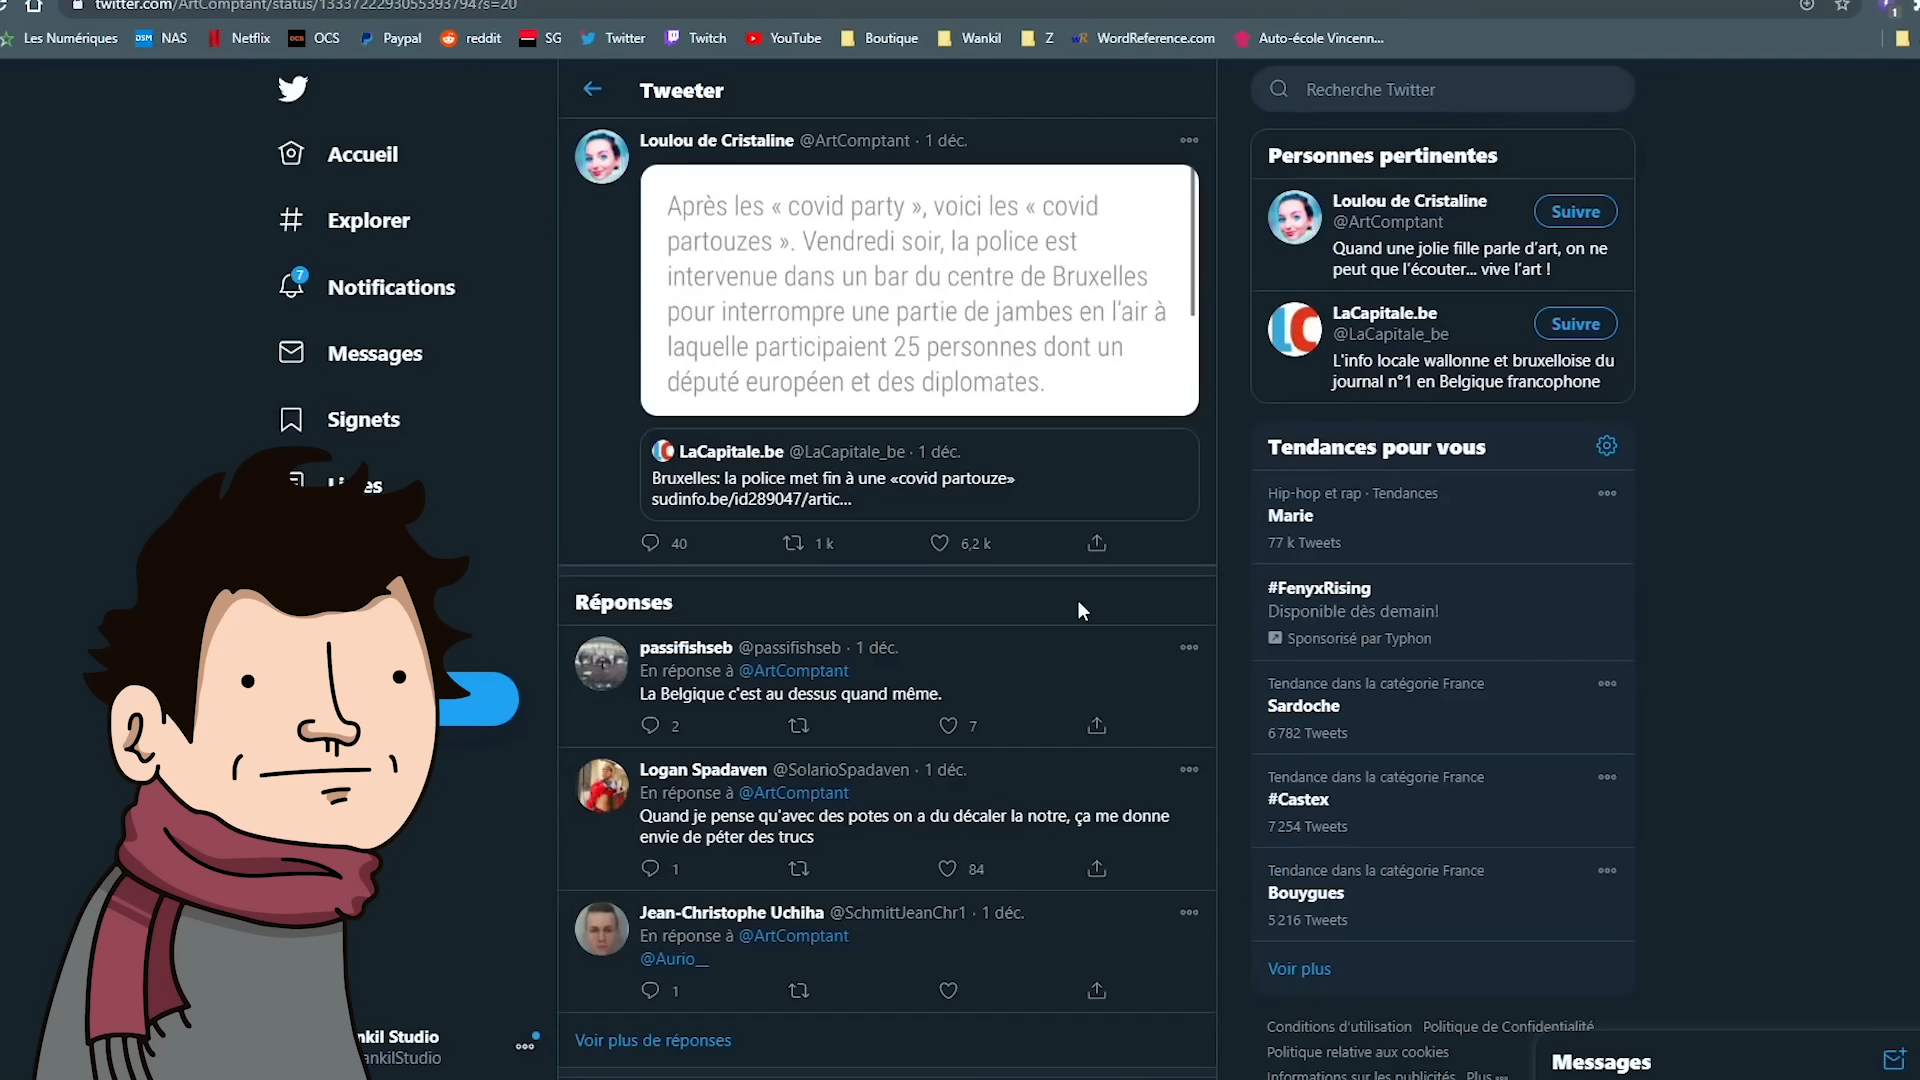 twitter.com/ArtComptant/status/1333722293055393794?s=20
Les Numériques NAS Netflix OCS Paypal reddit SG Twitter Twitch YouTube Boutique Wankil Z WordReference.com Auto-école Vincenn...
1
Accueil
Explorer
7
Notifications
Messages
Signets
nkil Studio
ankilStudio
Tweeter
Loulou de Cristaline @ArtComptant · 1 déc.
Après les « covid party », voici les « covid
partouzes ». Vendredi soir, la police est
intervenue dans un bar du centre de Bruxelles
pour interrompre une partie de jambes en l'air à
laquelle participaient 25 personnes dont un
député européen et des diplomates.
LaCapitale.be @LaCapitale_be · 1 déc.
Bruxelles: la police met fin à une «covid partouze»
sudinfo.be/id289047/artic...
40 1 k 6,2 k
Réponses
passifishseb @passifishseb · 1 déc.
En réponse à @ArtComptant
La Belgique c'est au dessus quand même.
2 7
Logan Spadaven @SolarioSpadaven · 1 déc.
En réponse à @ArtComptant
Quand je pense qu'avec des potes on a du décaler la notre, ça me donne
envie de péter des trucs
1 84
Jean-Christophe Uchiha @SchmittJeanChr1 · 1 déc.
En réponse à @ArtComptant
@Aurio__
1
Voir plus de réponses
Recherche Twitter
Personnes pertinentes
Loulou de Cristaline
@ArtComptant
Suivre
Quand une jolie fille parle d'art, on ne
peut que l'écouter... vive l'art !
LaCapitale.be
@LaCapitale_be
Suivre
L'info locale wallonne et bruxelloise du
journal n°1 en Belgique francophone
Tendances pour vous
Hip-hop et rap · Tendances
Marie
77 k Tweets
#FenyxRising
Disponible dès demain!
Sponsorisé par Typhon
Tendance dans la catégorie France
Sardoche
6 782 Tweets
Tendance dans la catégorie France
#Castex
7 254 Tweets
Tendance dans la catégorie France
Bouygues
5 216 Tweets
Voir plus
Conditions d'utilisation Politique de Confidentialité
Politique relative aux cookies
Informations sur les publicités Plus
Messages